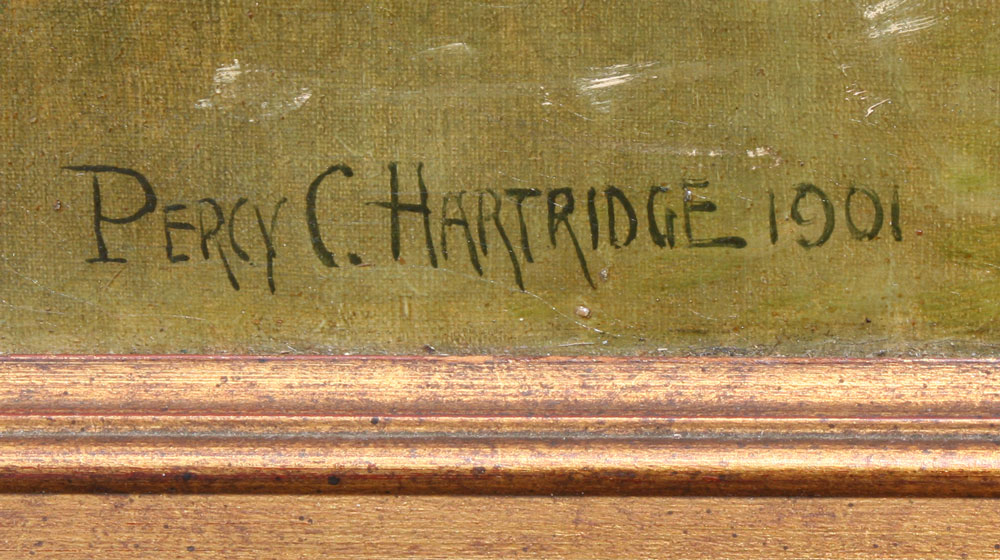 PERCY C. HARTRIDGE 1901